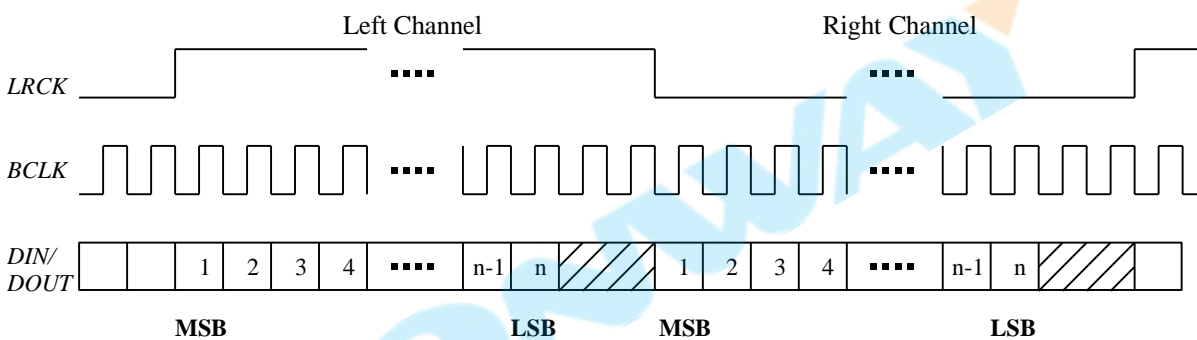 Left Channel Right Channel
LRCK
BCLK
DIN/ 1 2 3 4 n-1 n 1 2 3 4 n-1 n
DOUT
MSB LSB MSB LSB